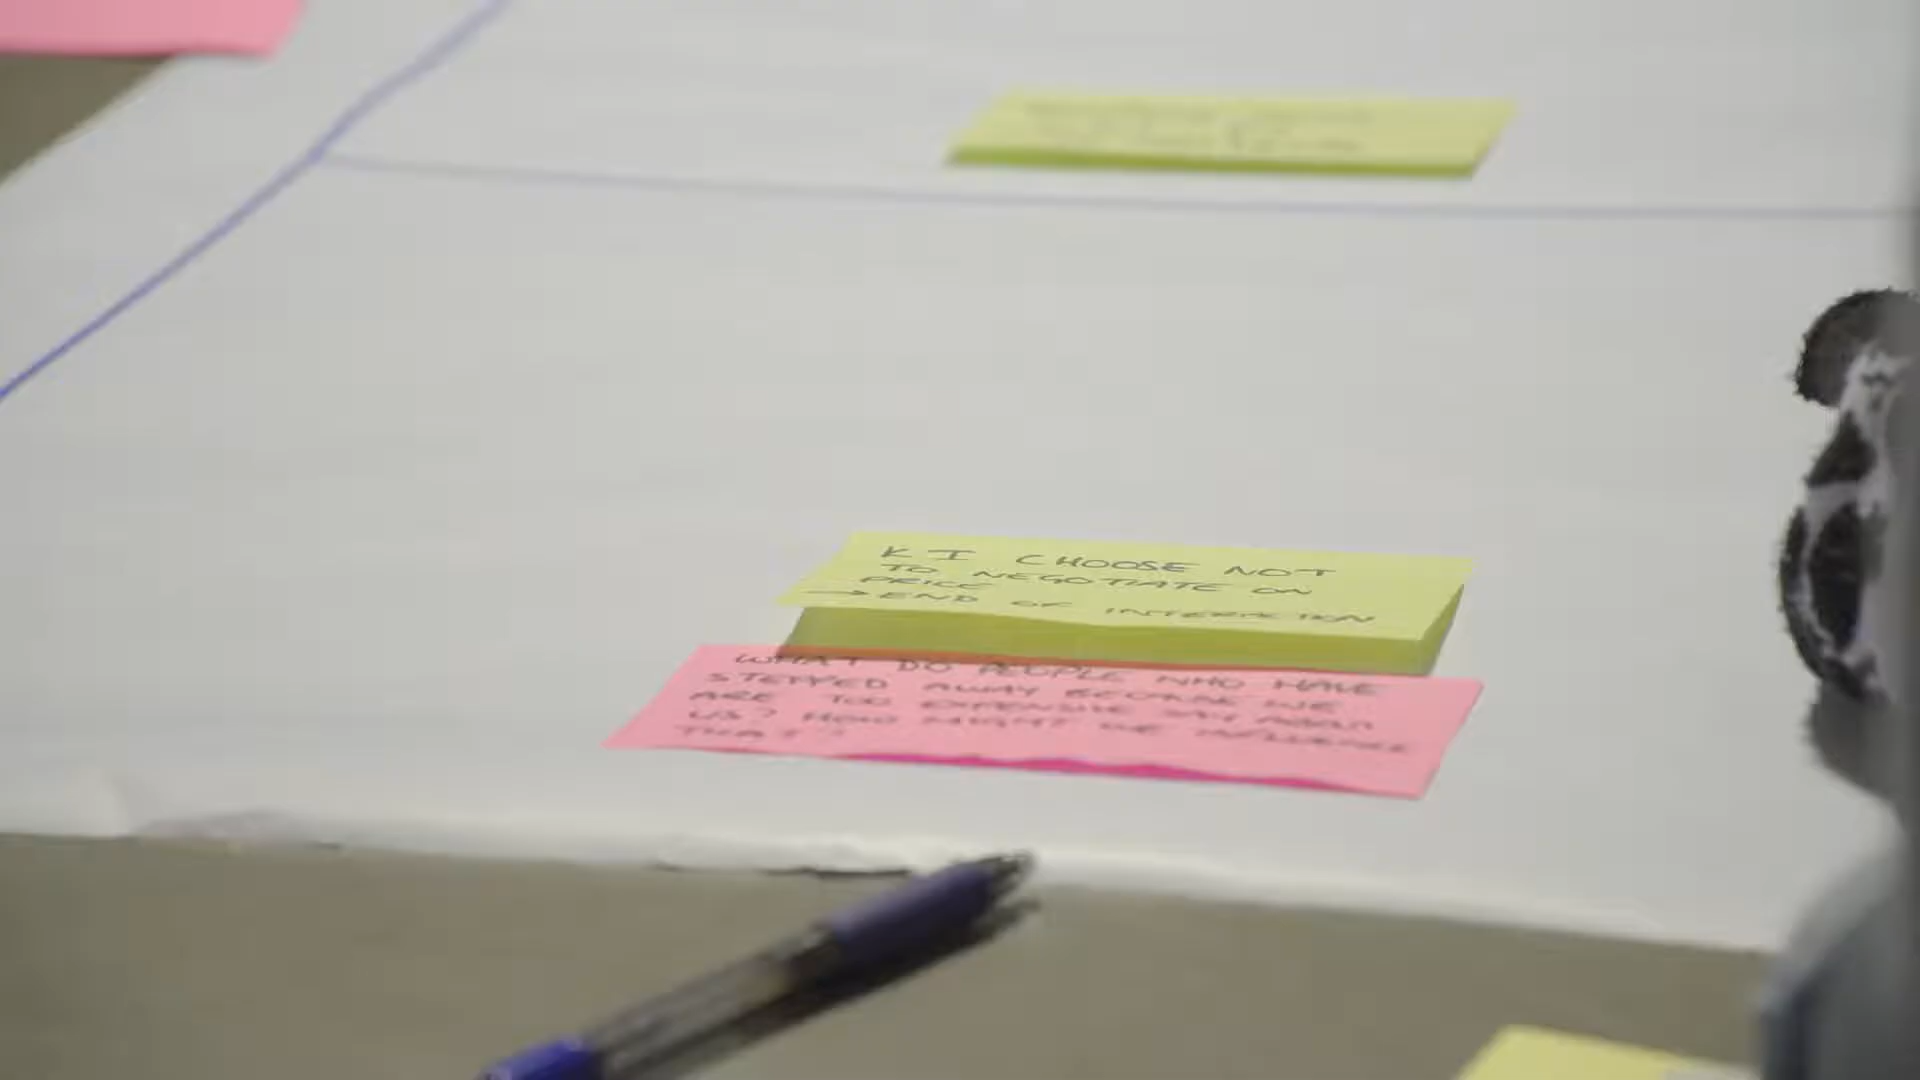 K I CHOOSE NOT
TO NEGOTIATE ON
PRICE
→ END OF INTERACTION
WHAT DO PEOPLE WHO HAVE
STEPPED AWAY BECAUSE WE
ARE TOO EXPENSIVE SAY ABOUT
US? HOW MIGHT WE INFLUENCE
THAT?